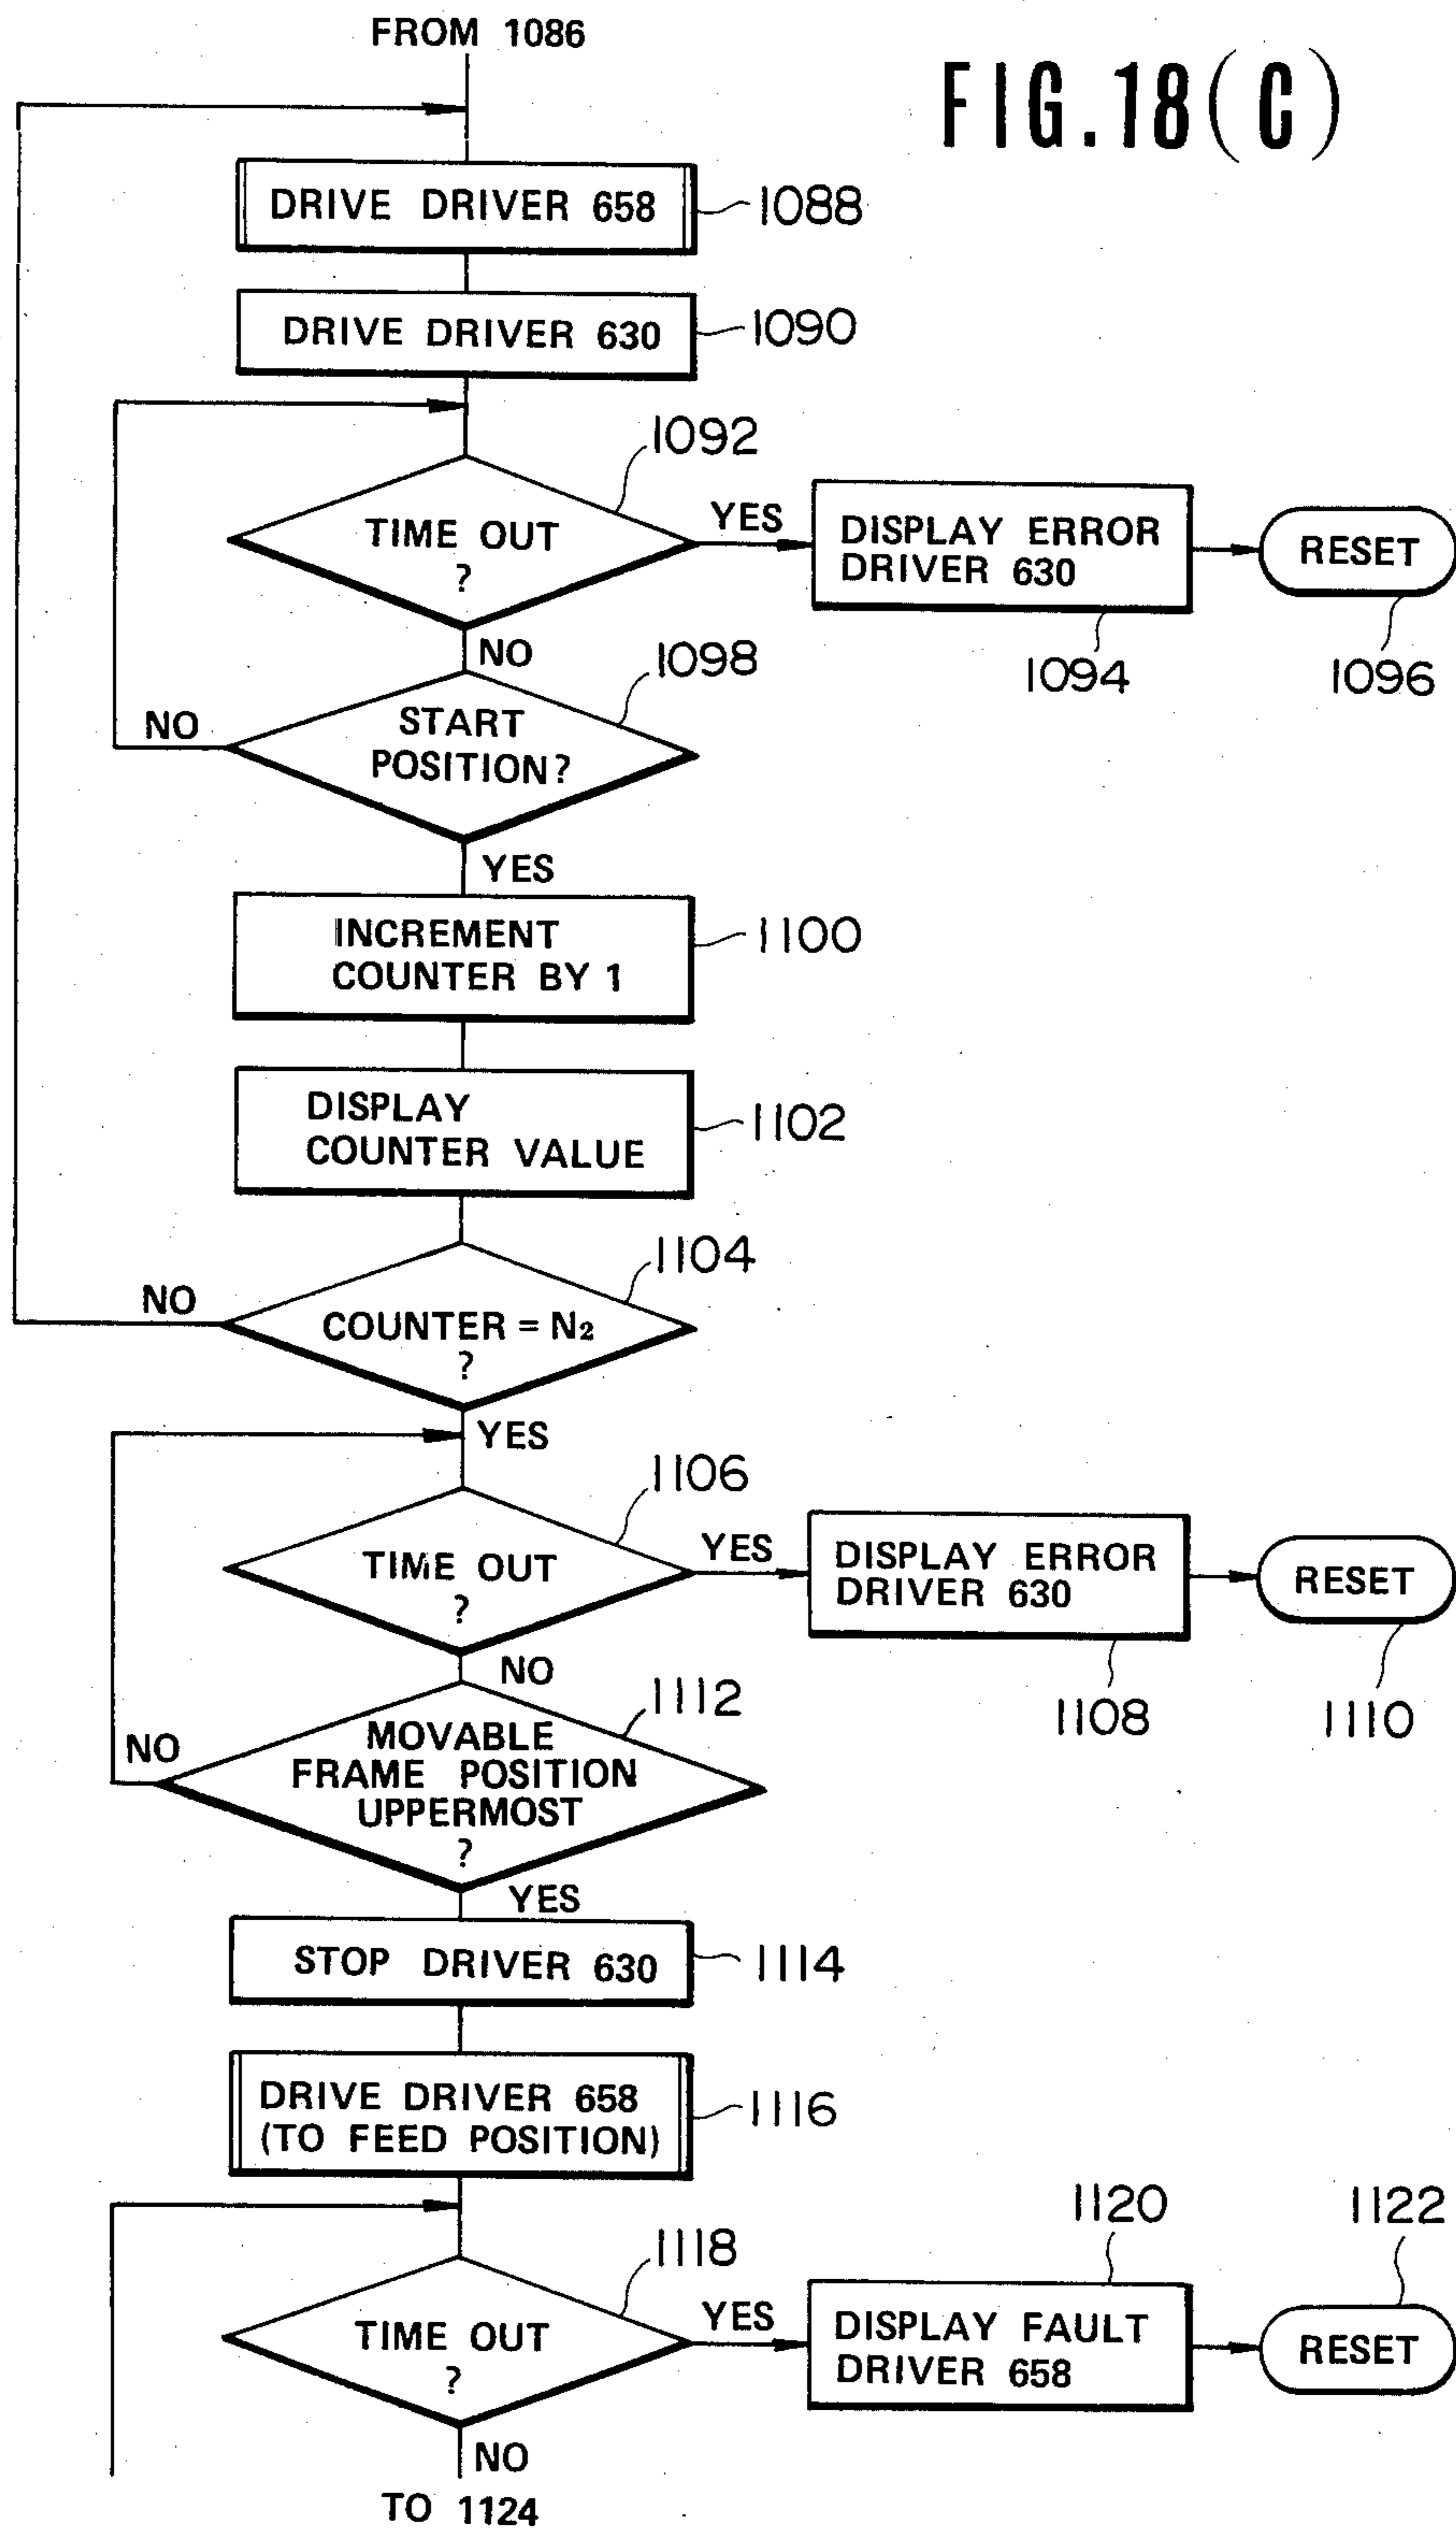 FROM 1086
FIG.18(C)
DRIVE DRIVER 658
1088
DRIVE DRIVER 630
1090
1092
TIME OUT
?
YES
DISPLAY ERROR
DRIVER 630
RESET
1094
1096
NO
1098
START
POSITION?
NO
YES
INCREMENT
COUNTER BY 1
1100
DISPLAY
COUNTER VALUE
1102
1104
NO
COUNTER = N2
?
YES
1106
TIME OUT
?
YES
DISPLAY ERROR
DRIVER 630
RESET
1108
1110
NO
1112
MOVABLE
FRAME POSITION
UPPERMOST
?
NO
YES
STOP DRIVER 630
1114
DRIVE DRIVER 658
(TO FEED POSITION)
1116
1118
1120
1122
TIME OUT
?
YES
DISPLAY FAULT
DRIVER 658
RESET
NO
TO 1124